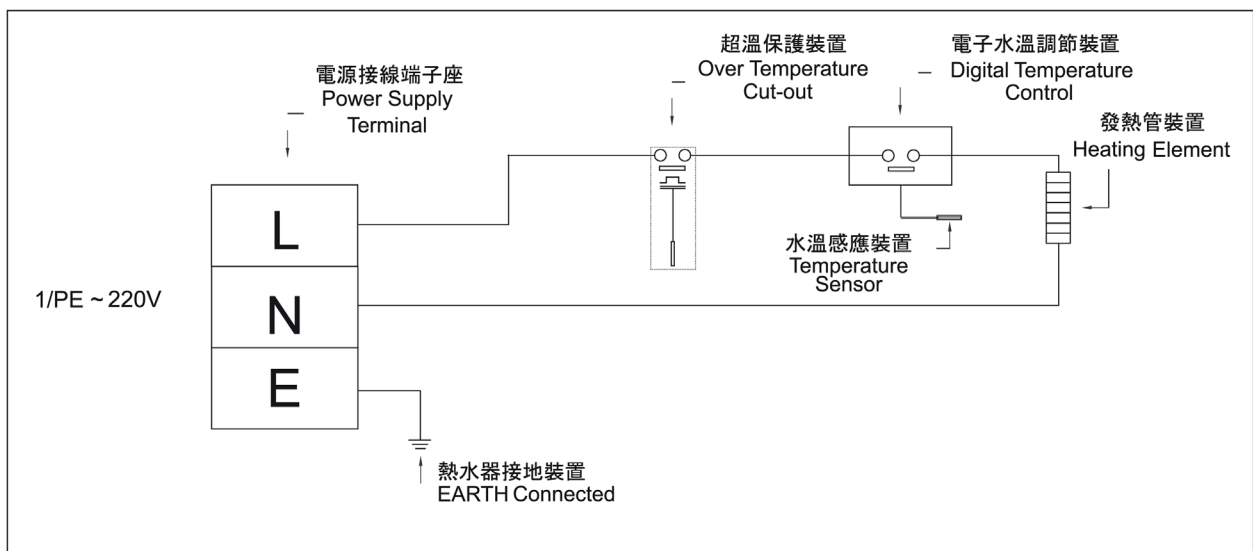 電源接線端子座
Power Supply
Terminal
超溫保護裝置
Over Temperature
Cut-out
電子水溫調節裝置
Digital Temperature
Control
發熱管裝置
Heating Element
水溫感應裝置
Temperature
Sensor
1/PE ~ 220V
L
N
E
熱水器接地裝置
EARTH Connected